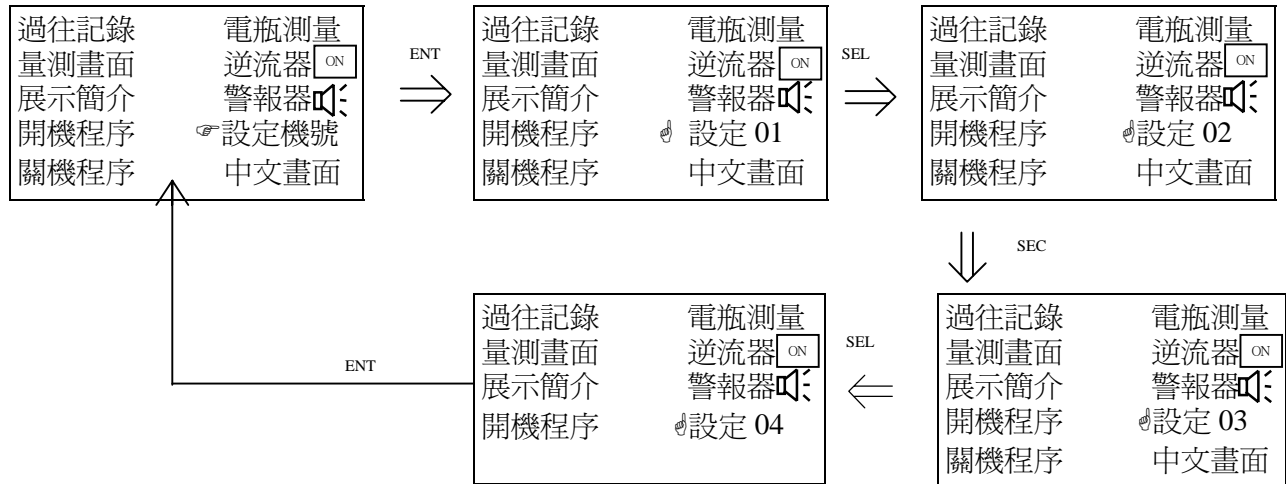 過往記錄 電瓶測量
量測畫面 逆流器 ON
展示簡介 警報器
開機程序 ☞設定機號
關機程序 中文畫面
ENT
過往記錄 電瓶測量
量測畫面 逆流器 ON
展示簡介 警報器
開機程序 ☝ 設定 01
關機程序 中文畫面
SEL
過往記錄 電瓶測量
量測畫面 逆流器 ON
展示簡介 警報器
開機程序 ☝設定 02
關機程序 中文畫面
SEC
過往記錄 電瓶測量
量測畫面 逆流器 ON
展示簡介 警報器
開機程序 ☝設定 03
關機程序 中文畫面
SEL
過往記錄 電瓶測量
量測畫面 逆流器 ON
展示簡介 警報器
開機程序 ☝設定 04
ENT